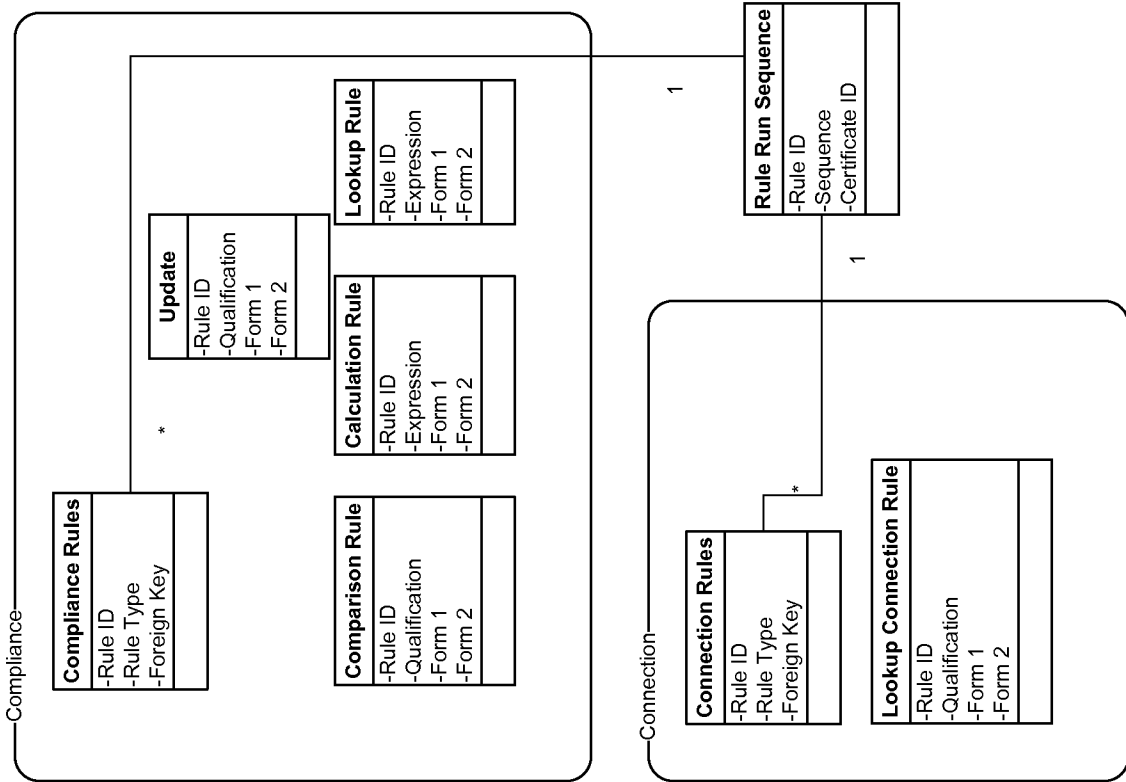 Compliance
Compliance Rules
-Rule ID
-Rule Type
-Foreign Key
*
Update
-Rule ID
-Qualification
-Form 1
-Form 2
Comparison Rule
-Rule ID
-Qualification
-Form 1
-Form 2
Calculation Rule
-Rule ID
-Expression
-Form 1
-Form 2
Lookup Rule
-Rule ID
-Expression
-Form 1
-Form 2
1
Rule Run Sequence
-Rule ID
-Sequence
-Certificate ID
1
Connection
Connection Rules
-Rule ID
-Rule Type
-Foreign Key
*
Lookup Connection Rule
-Rule ID
-Qualification
-Form 1
-Form 2